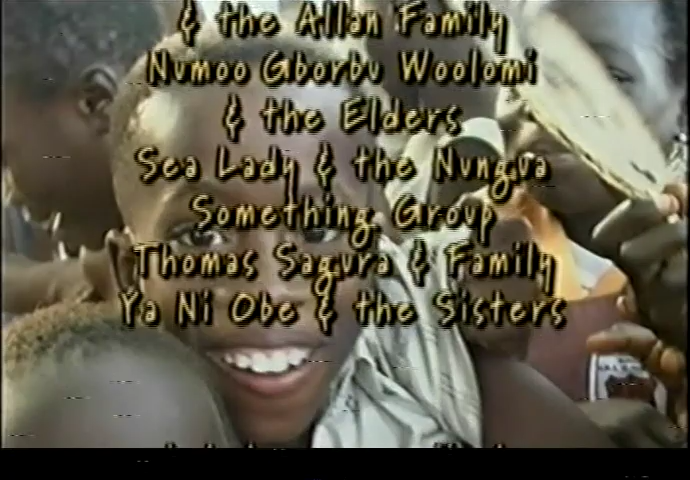 & the Allan Family
Numoo Gborbu Woolomi
& the Elders
Sea Lady & the Nungua
Something Group
Thomas Sagura & Family
Ya Ni Obe & the Sisters